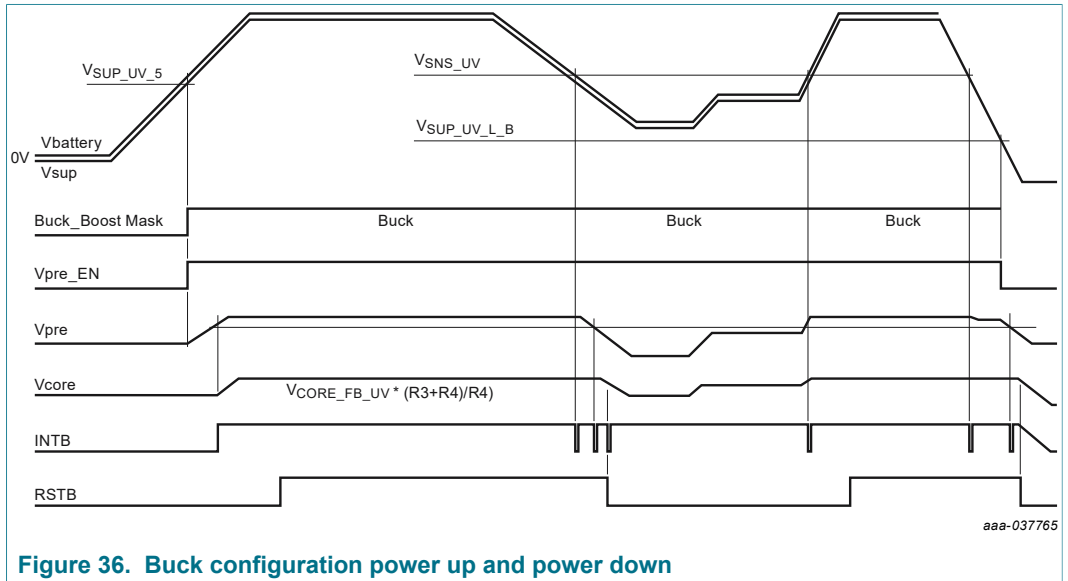 VSUP_UV_5
VSNS_UV
VSUP_UV_L_B
Vbattery
0V
Vsup
Buck_Boost Mask
Buck
Buck
Buck
Vpre_EN
Vpre
Vcore
VCORE_FB_UV * (R3+R4)/R4)
INTB
RSTB
aaa-037765
Figure 36. Buck configuration power up and power down